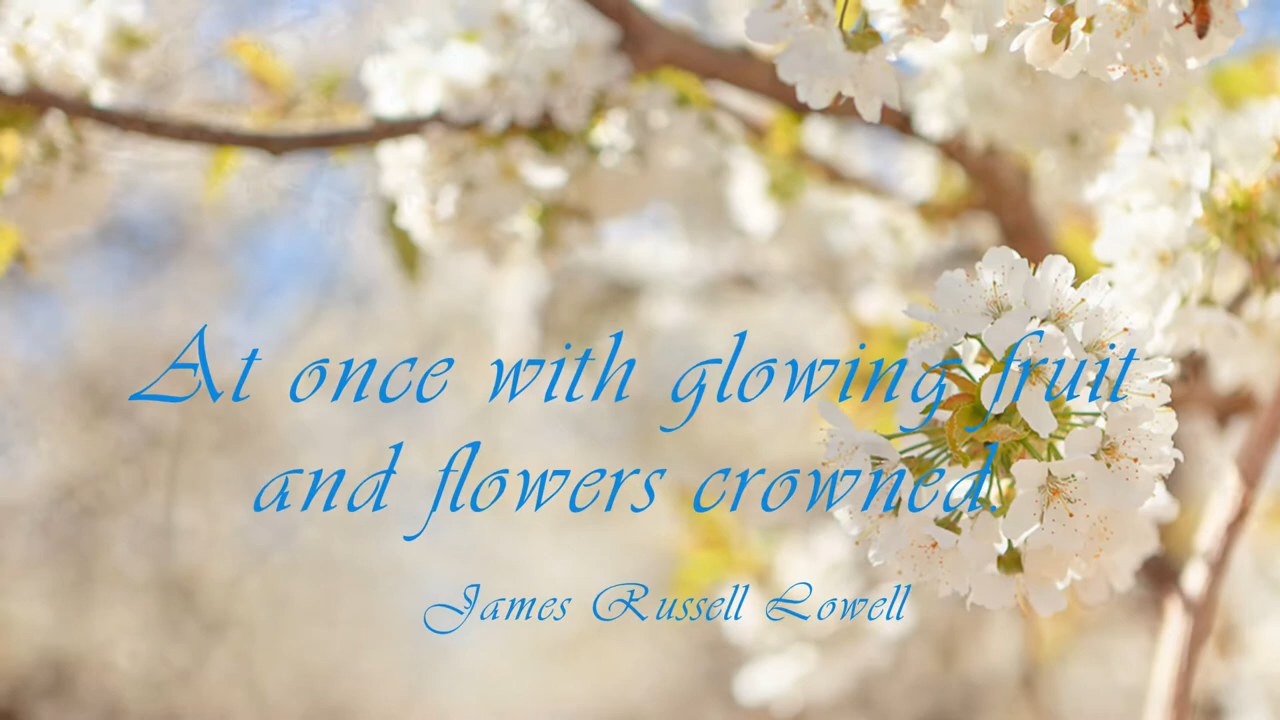 At once with glowing fruit
and flowers crowned.
James Russell Lowell